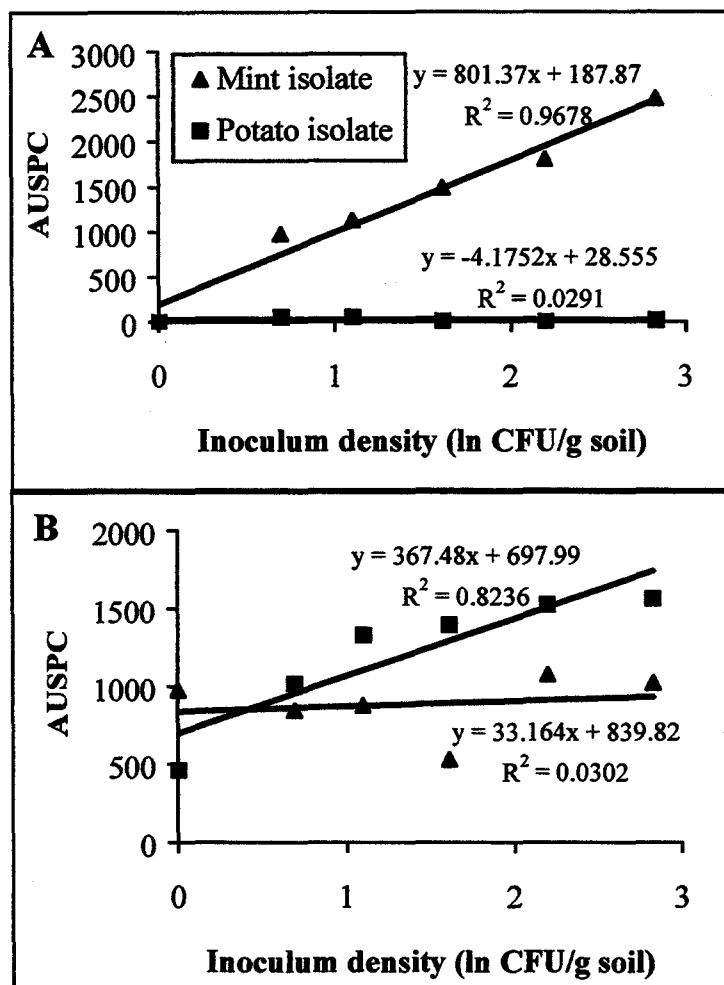 A
3000
2500
2000
1500
1000
500
0
AUSPC
Mint isolate
Potato isolate
y = 801.37x + 187.87
R² = 0.9678
y = -4.1752x + 28.555
R² = 0.0291
0 1 2 3
Inoculum density (ln CFU/g soil)
B
2000
1500
1000
500
0
AUSPC
y = 367.48x + 697.99
R² = 0.8236
y = 33.164x + 839.82
R² = 0.0302
0 1 2 3
Inoculum density (ln CFU/g soil)